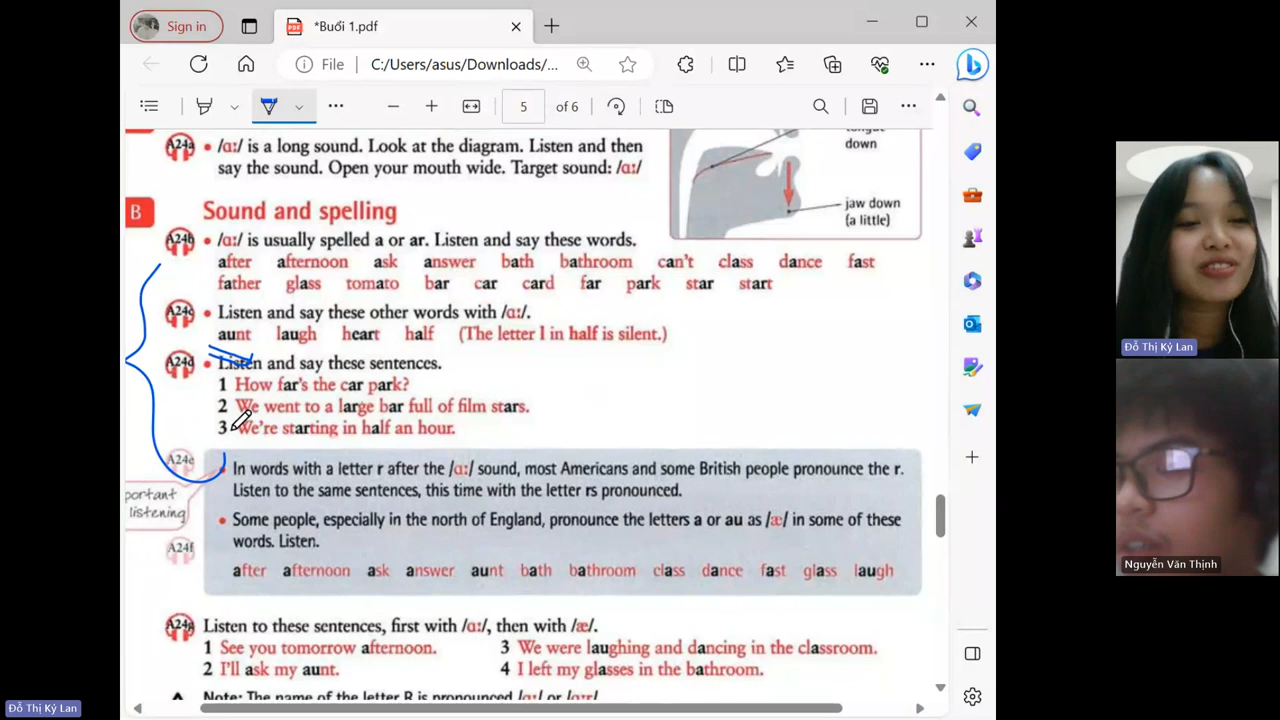 Sign in
*Buổi 1.pdf
File
C:/Users/asus/Downloads/...
5 of 6
A24a • /ɑː/ is a long sound. Look at the diagram. Listen and then
say the sound. Open your mouth wide. Target sound: /ɑː/
tongue
down
jaw down
(a little)
B Sound and spelling
A24b • /ɑː/ is usually spelled a or ar. Listen and say these words.
after afternoon ask answer bath bathroom can't class dance fast
father glass tomato bar car card far park star start
A24c • Listen and say these other words with /ɑː/.
aunt laugh heart half (The letter l in half is silent.)
A24d • Listen and say these sentences.
1 How far's the car park?
2 We went to a large bar full of film stars.
3 We're starting in half an hour.
A24e • In words with a letter r after the /ɑː/ sound, most Americans and some British people pronounce the r.
Listen to the same sentences, this time with the letter rs pronounced.
portant
listening
• Some people, especially in the north of England, pronounce the letters a or au as /æ/ in some of these
words. Listen.
A24f
after afternoon ask answer aunt bath bathroom class dance fast glass laugh
A24g Listen to these sentences, first with /ɑː/, then with /æ/.
1 See you tomorrow afternoon.
2 I'll ask my aunt.
3 We were laughing and dancing in the classroom.
4 I left my glasses in the bathroom.
Note: The name of the letter R is pronounced /ɑː/ or /ɑːr/
Đỗ Thị Kỷ Lan
Nguyễn Văn Thịnh
Đỗ Thị Kỷ Lan